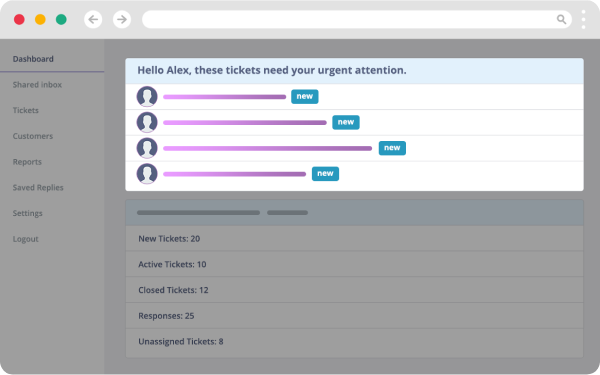 Dashboard
Shared inbox
Tickets
Customers
Reports
Saved Replies
Settings
Logout
Hello Alex, these tickets need your urgent attention.
new
new
new
new
New Tickets: 20
Active Tickets: 10
Closed Tickets: 12
Responses: 25
Unassigned Tickets: 8